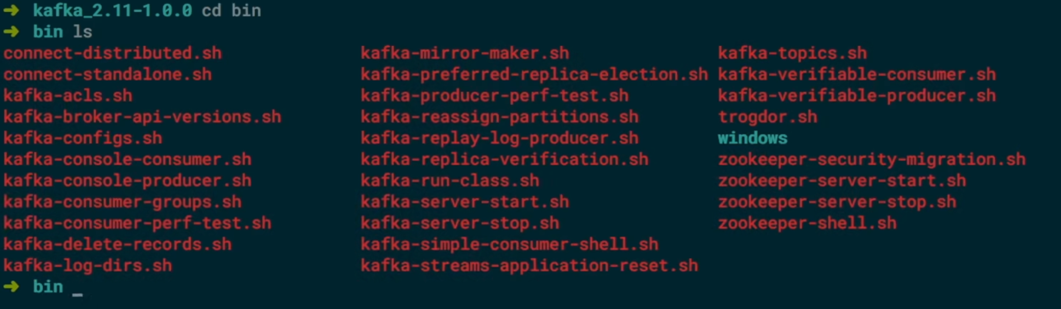 ➜ kafka_2.11-1.0.0 cd bin
➜ bin ls
connect-distributed.sh kafka-mirror-maker.sh kafka-topics.sh
connect-standalone.sh kafka-preferred-replica-election.sh kafka-verifiable-consumer.sh
kafka-acls.sh kafka-producer-perf-test.sh kafka-verifiable-producer.sh
kafka-broker-api-versions.sh kafka-reassign-partitions.sh trogdor.sh
kafka-configs.sh kafka-replay-log-producer.sh windows
kafka-console-consumer.sh kafka-replica-verification.sh zookeeper-security-migration.sh
kafka-console-producer.sh kafka-run-class.sh zookeeper-server-start.sh
kafka-consumer-groups.sh kafka-server-start.sh zookeeper-server-stop.sh
kafka-consumer-perf-test.sh kafka-server-stop.sh zookeeper-shell.sh
kafka-delete-records.sh kafka-simple-consumer-shell.sh
kafka-log-dirs.sh kafka-streams-application-reset.sh
➜ bin _